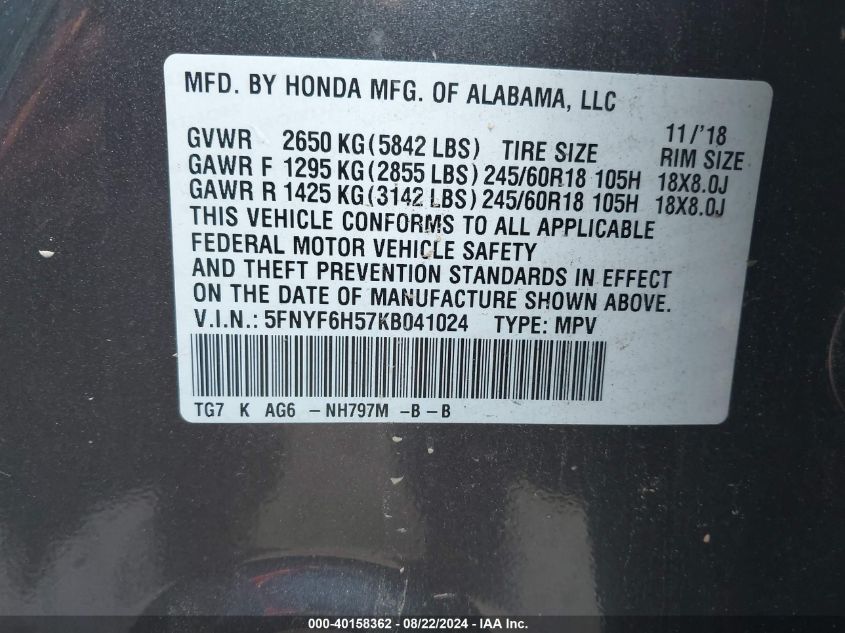 MFD. BY HONDA MFG. OF ALABAMA, LLC
11/'18
GVWR 2650 KG(5842 LBS) TIRE SIZE RIM SIZE
GAWR F 1295 KG(2855 LBS) 245/60R18 105H 18X8.0J
GAWR R 1425 KG(3142 LBS) 245/60R18 105H 18X8.0J
THIS VEHICLE CONFORMS TO ALL APPLICABLE
FEDERAL MOTOR VEHICLE SAFETY
AND THEFT PREVENTION STANDARDS IN EFFECT
ON THE DATE OF MANUFACTURE SHOWN ABOVE.
V.I.N.: 5FNYF6H57KB041024 TYPE: MPV
TG7 K AG6 -NH797M -B-B
000-40158362 - 08/22/2024 - IAAI Inc.